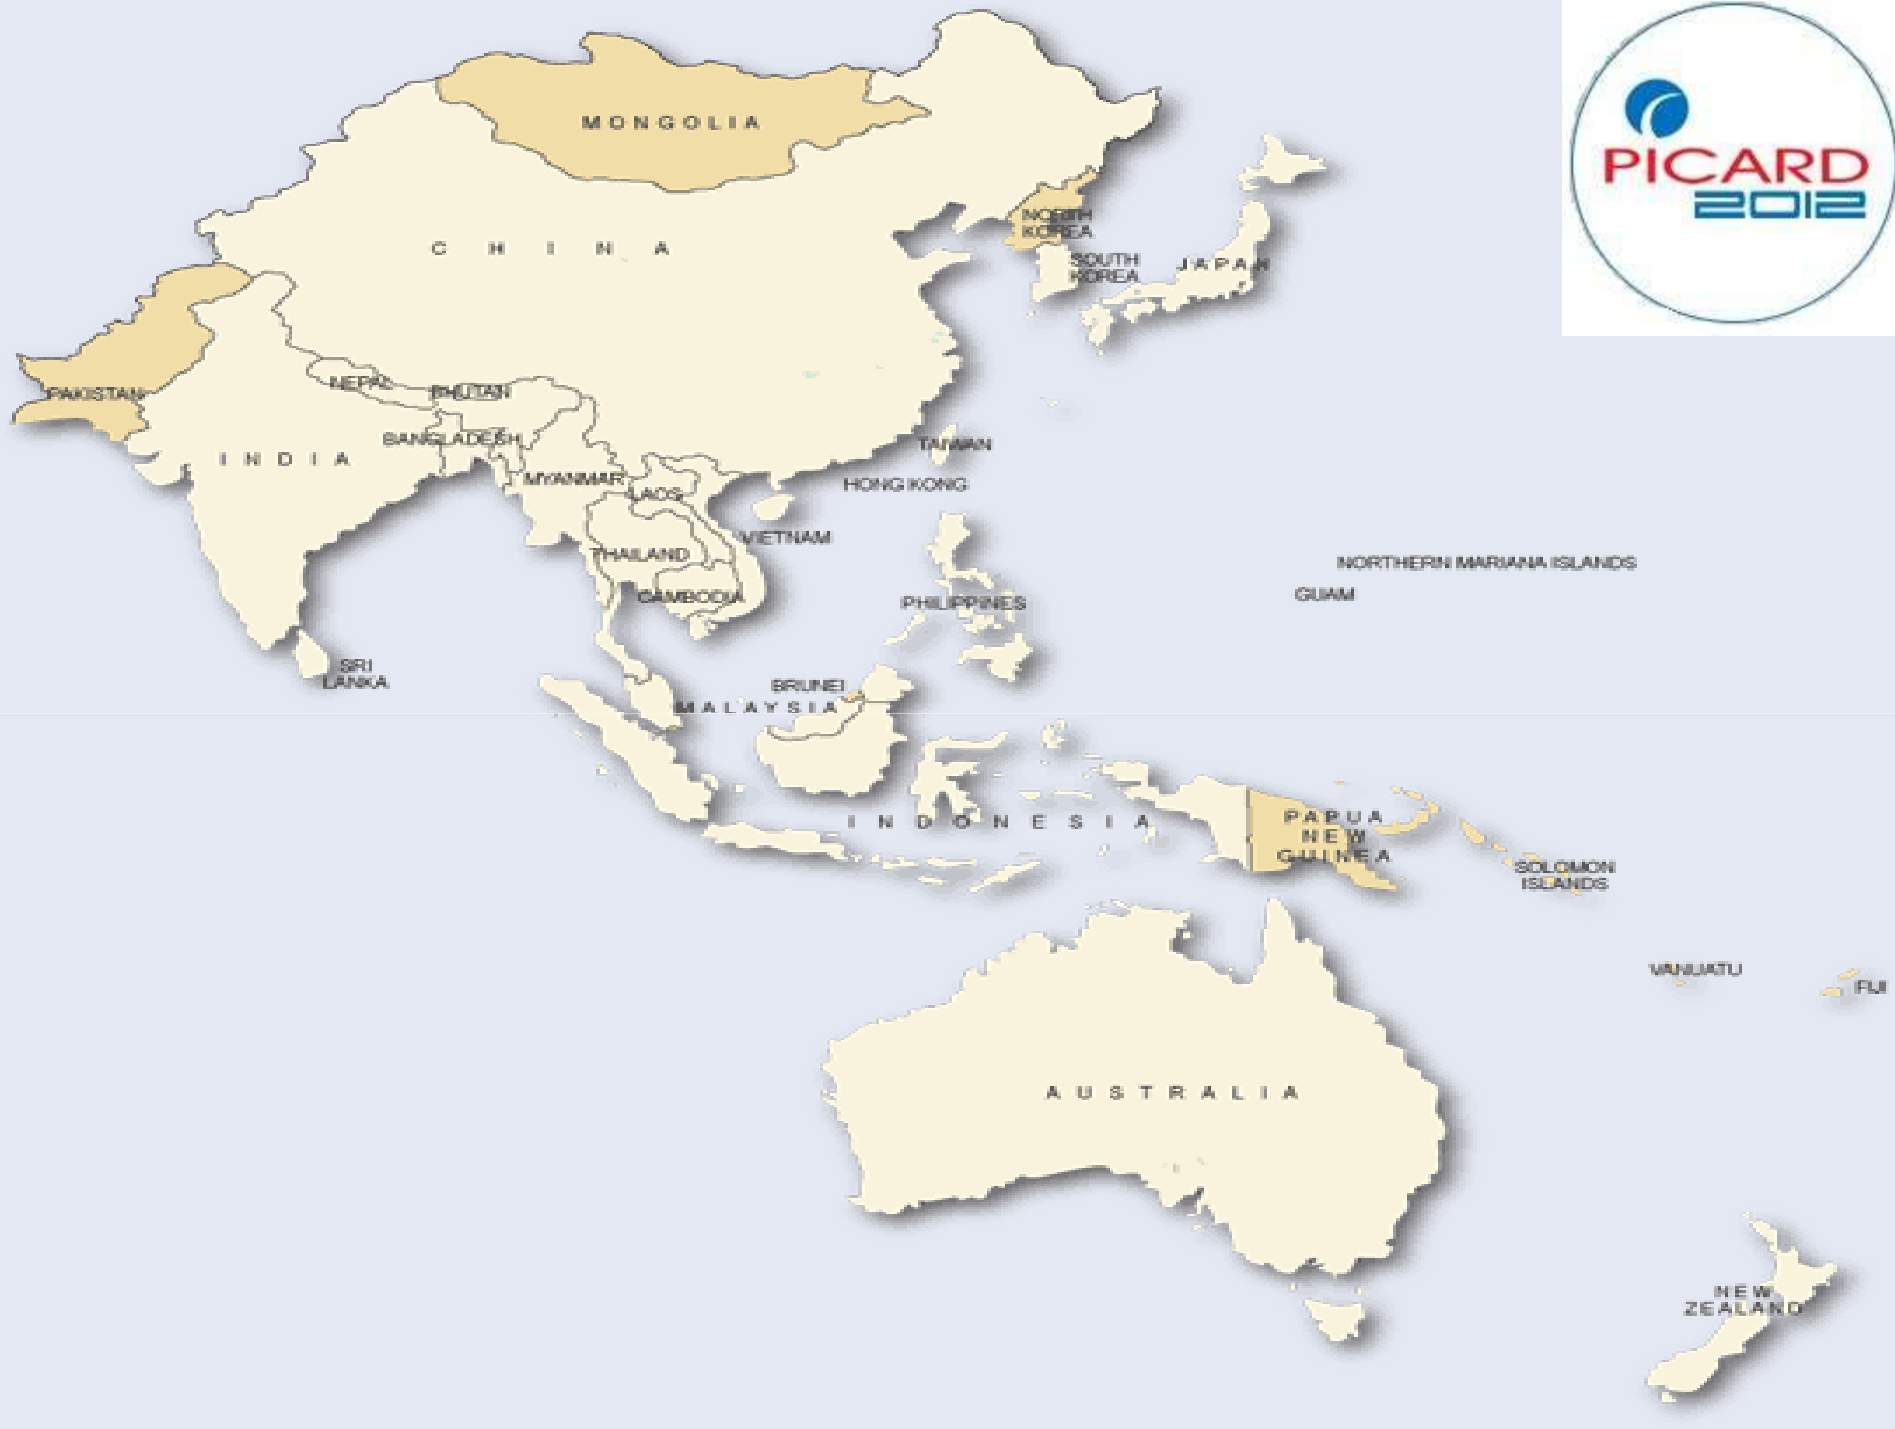 PICARD
2012
MONGOLIA
NORTH
KOREA
CHINA
SOUTH
KOREA
JAPAN
NEPAL
BHUTAN
PAKISTAN
BANGLADESH
TAIWAN
INDIA
MYANMAR
HONG KONG
LAOS
VIETNAM
THAILAND
NORTHERN MARIANA ISLANDS
GUAM
CAMBODIA
PHILIPPINES
SRI
LANKA
BRUNEI
MALAYSIA
INDONESIA
PAPUA
NEW
GUINEA
SOLOMON
ISLANDS
VANUATU
FIJI
AUSTRALIA
NEW
ZEALAND